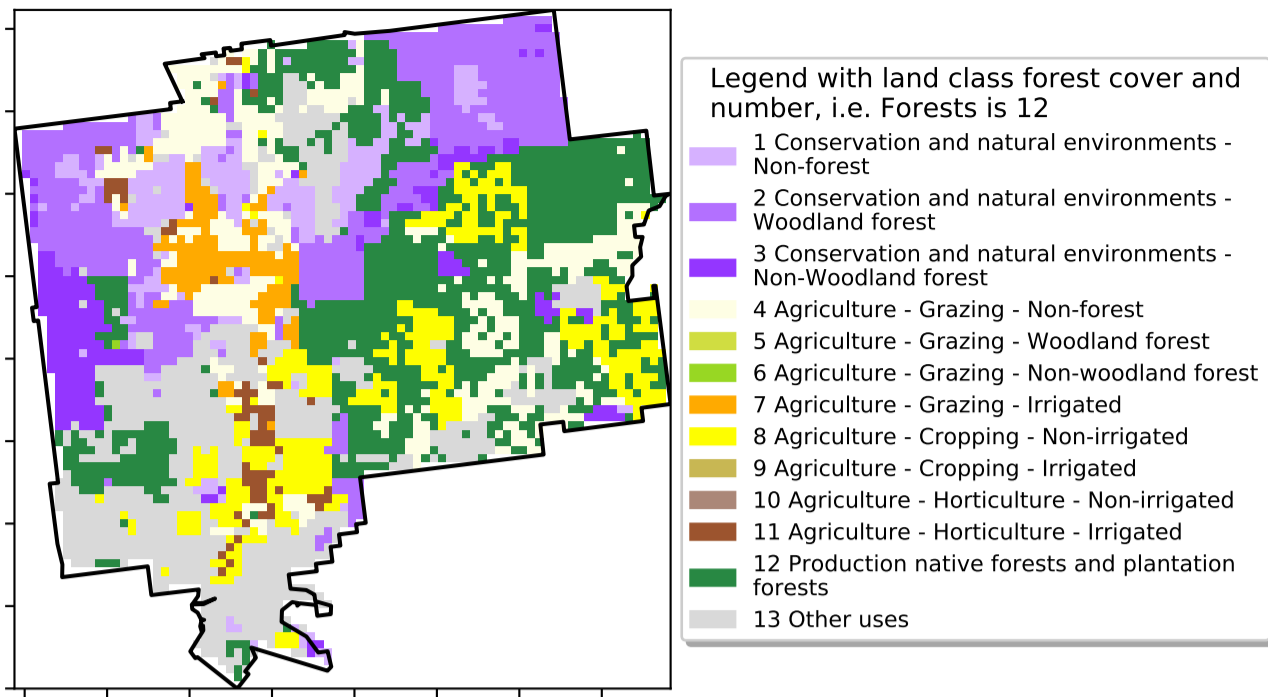 Legend with land class forest cover and
number, i.e. Forests is 12
1 Conservation and natural environments -
Non-forest
2 Conservation and natural environments -
Woodland forest
3 Conservation and natural environments -
Non-Woodland forest
4 Agriculture - Grazing - Non-forest
5 Agriculture - Grazing - Woodland forest
6 Agriculture - Grazing - Non-woodland forest
7 Agriculture - Grazing - Irrigated
8 Agriculture - Cropping - Non-irrigated
9 Agriculture - Cropping - Irrigated
10 Agriculture - Horticulture - Non-irrigated
11 Agriculture - Horticulture - Irrigated
12 Production native forests and plantation
forests
13 Other uses